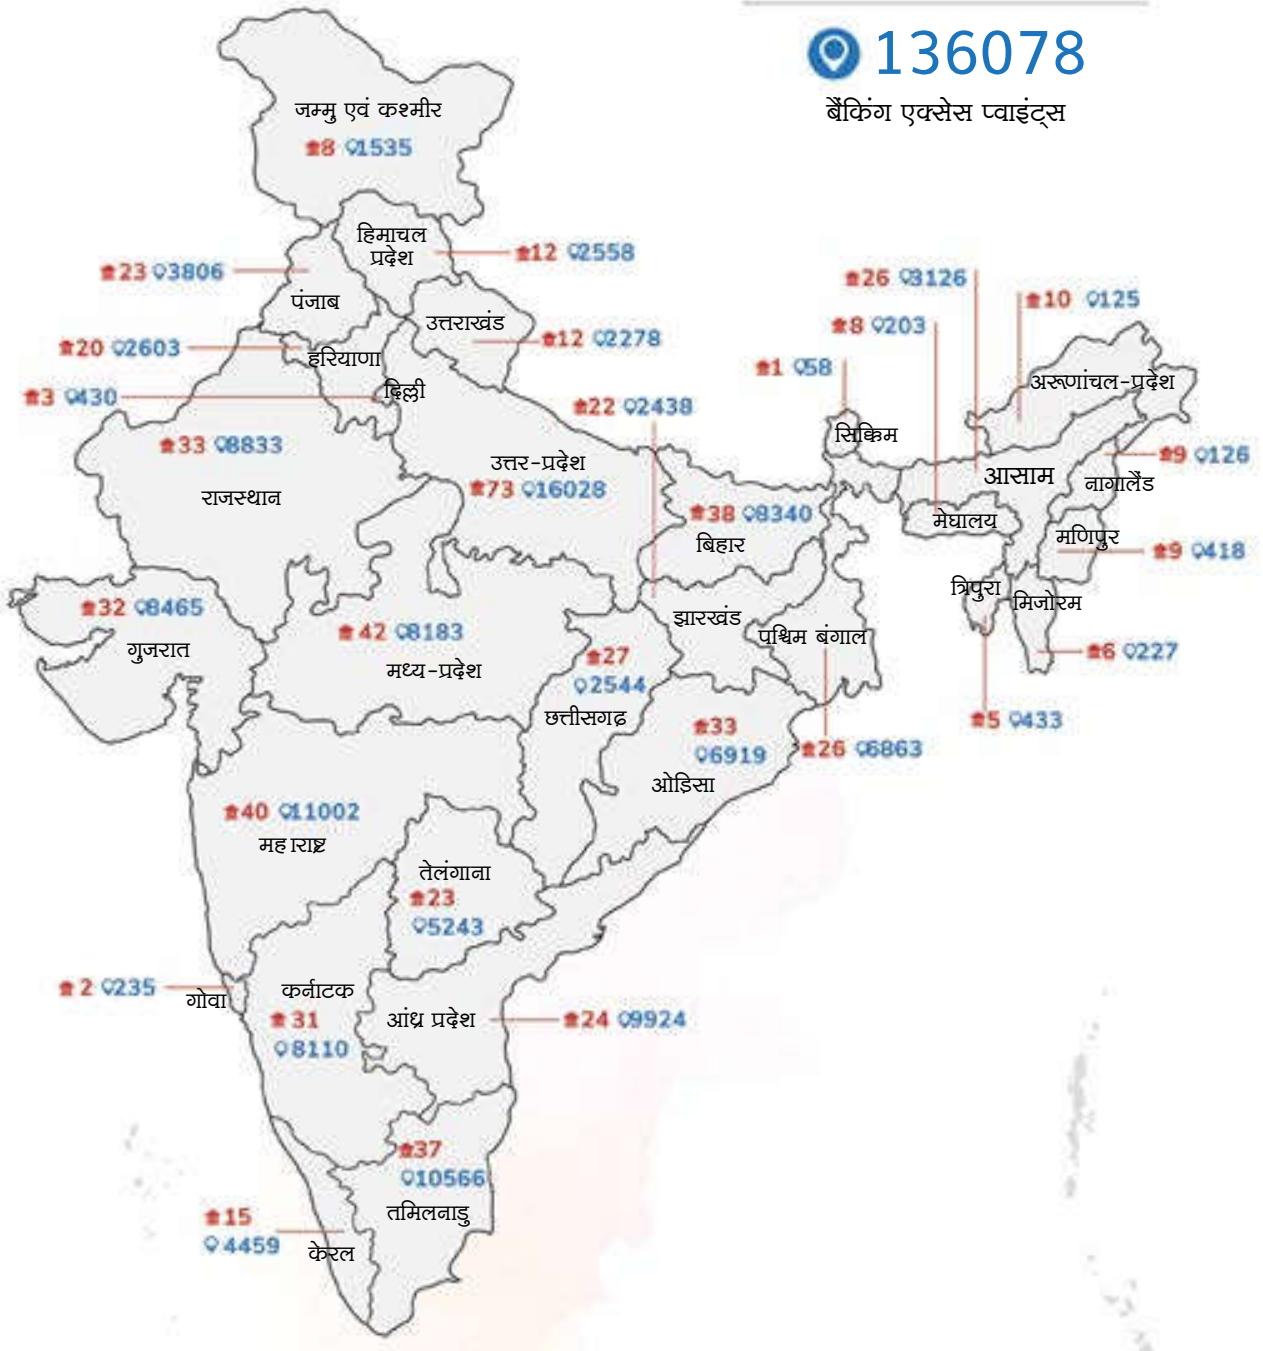 136078
बैंकिंग एक्सेस प्वाइंट्स
जम्मु एवं कश्मीर
8 1535
हिमाचल
प्रदेश
12 2558
23 3806
पंजाब
उत्तराखंड
12 2278
20 2603
हरियाणा
दिल्ली
3 430
26 3126
10 125
8 203
1 58
अरूणांचल-प्रदेश
22 2438
सिक्किम
33 8833
राजस्थान
उत्तर-प्रदेश
73 16028
आसाम
9 126
नागालैंड
38 8340
बिहार
मेघालय
मणिपुर
9 418
त्रिपुरा
मिजोरम
6 227
5 433
32 8465
गुजरात
42 8183
मध्य-प्रदेश
झारखंड
पश्चिम बंगाल
27
2544
छत्तीसगढ़
33
6919
ओडिसा
26 6863
40 11002
महाराष्ट्र
तेलंगाना
23
5243
2 235
गोवा
कर्नाटक
31
8110
आंध्र प्रदेश
24 9924
37
10566
तमिलनाडु
15
4459
केरल